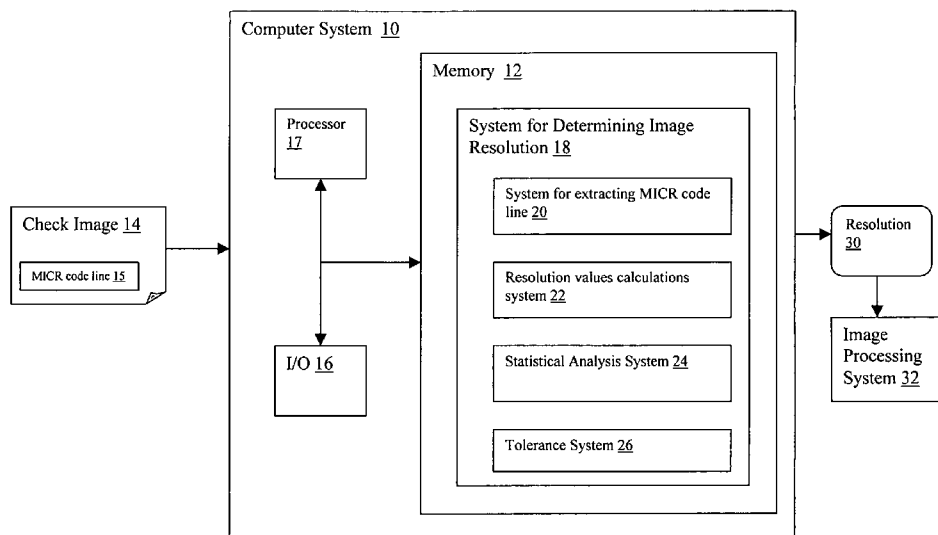 Computer System 10
Memory 12
Processor
17
System for Determining Image
Resolution 18
System for extracting MICR code
line 20
Check Image 14
MICR code line 15
Resolution
30
Resolution values calculations
system 22
I/O 16
Statistical Analysis System 24
Image
Processing
System 32
Tolerance System 26